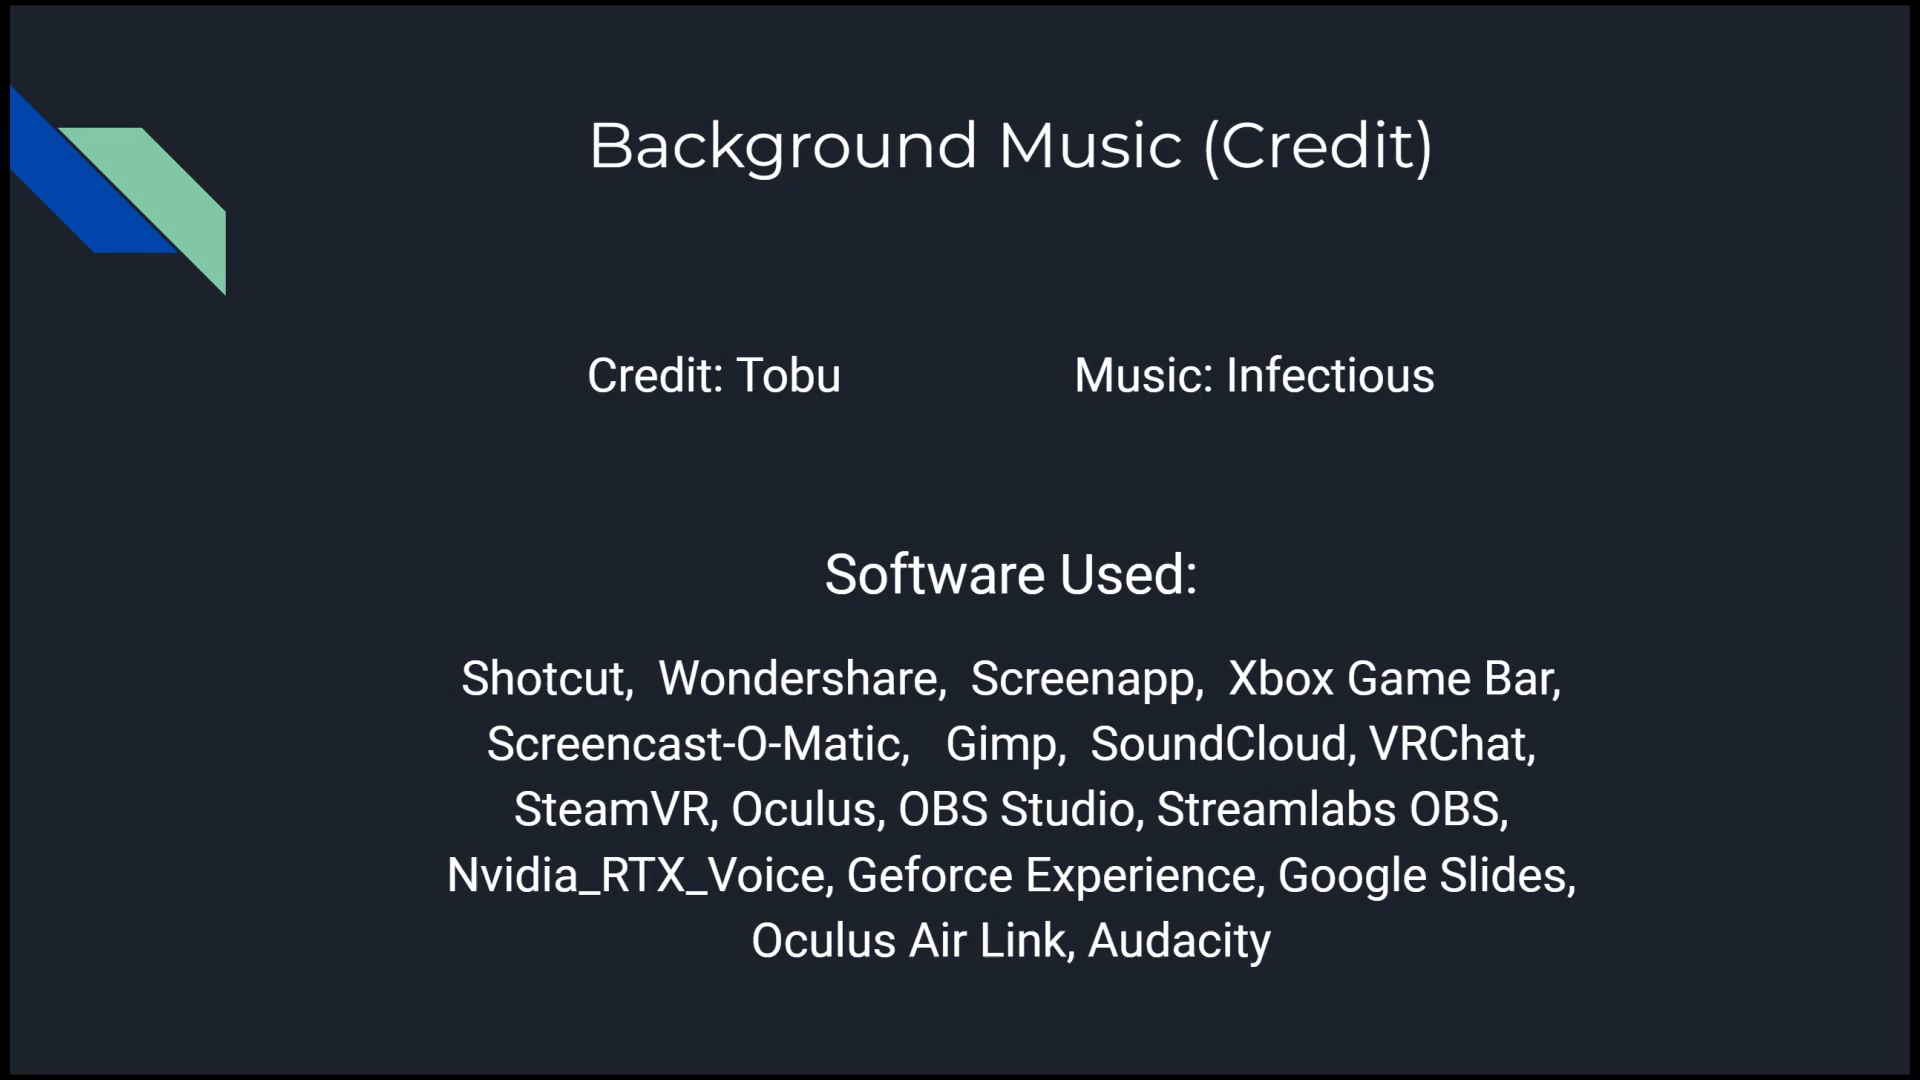 Background Music (Credit)
Credit: Tobu
Music: Infectious
Software Used:
Shotcut, Wondershare, Screenapp, Xbox Game Bar,
Screencast-O-Matic, Gimp, SoundCloud, VRChat,
SteamVR, Oculus, OBS Studio, Streamlabs OBS,
Nvidia_RTX_Voice, Geforce Experience, Google Slides,
Oculus Air Link, Audacity